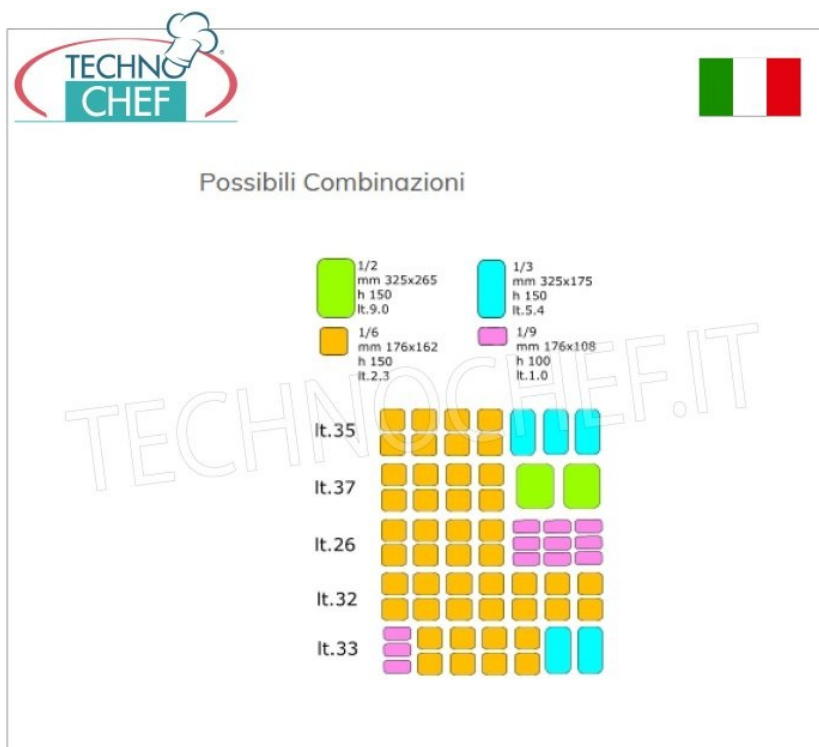 TECHNO
CHEF
®
Possibili Combinazioni
1/2
mm 325x265
h 150
lt.9.0
1/3
mm 325x175
h 150
lt.5.4
1/6
mm 176x162
h 150
lt.2.3
1/9
mm 176x108
h 100
lt.1.0
TECHNOCHEF.IT
lt.35
lt.37
lt.26
lt.32
lt.33